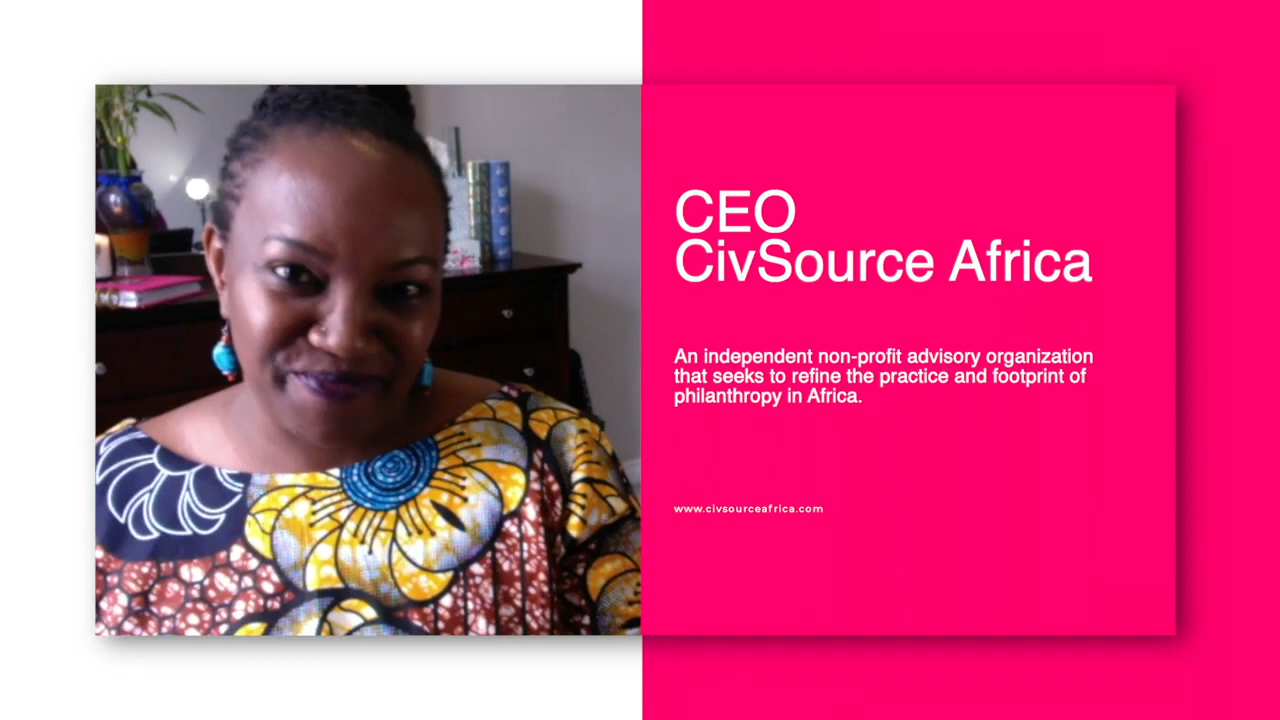 CEO
CivSource Africa
An independent non-profit advisory organization
that seeks to refine the practice and footprint of
philanthropy in Africa.
www.civsourceafrica.com